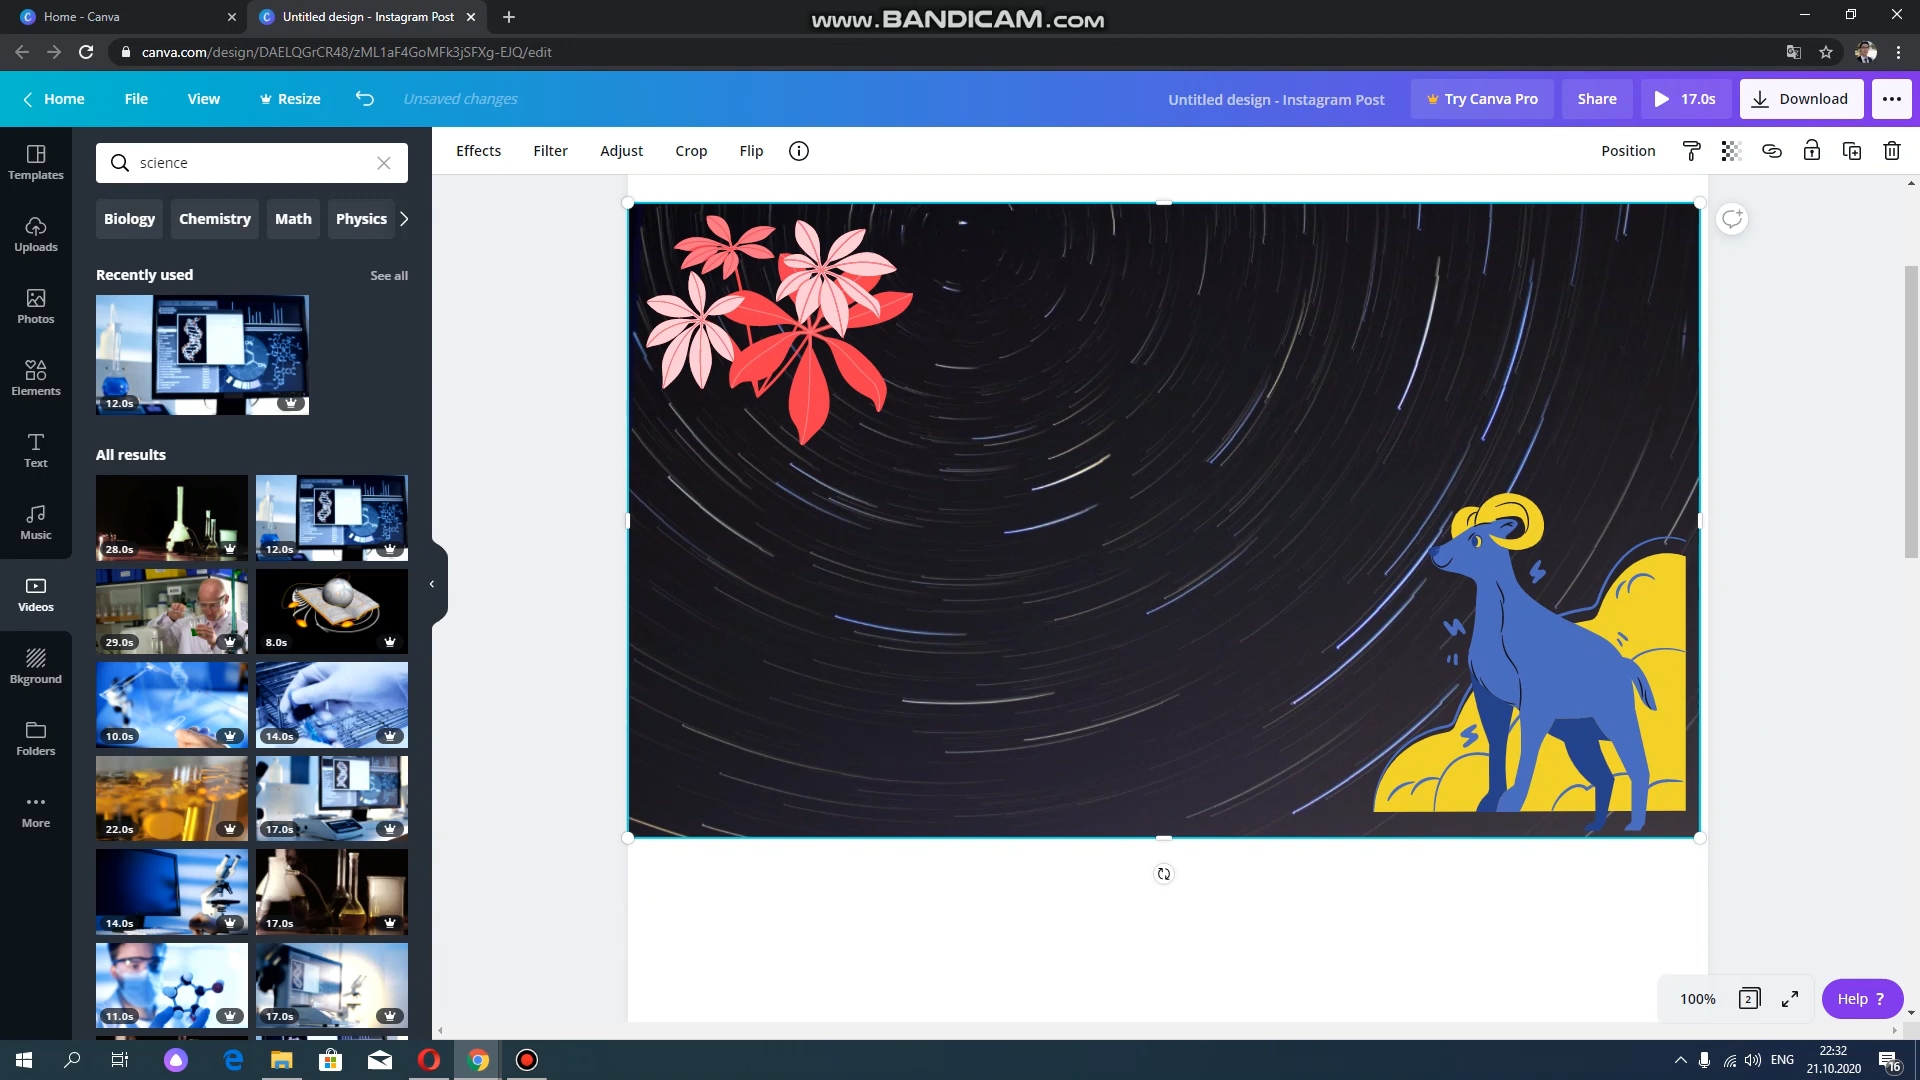 Home - Canva
Untitled design - Instagram Post
www.BANDICAM.com
canva.com/design/DAELQGrCR48/zML1aF4GoMFk3jSFXg-EJQ/edit
Home
File
View
Resize
Unsaved changes
Untitled design - Instagram Post
Try Canva Pro
Share
17.0s
Download
Templates
Uploads
Photos
Elements
Text
Music
Videos
Bkground
Folders
More
science
Biology
Chemistry
Math
Physics
Recently used
See all
12.0s
All results
28.0s
12.0s
29.0s
8.0s
10.0s
14.0s
22.0s
17.0s
14.0s
17.0s
11.0s
17.0s
Effects
Filter
Adjust
Crop
Flip
Position
100%
2
Help ?
ENG
22:32
21.10.2020
16